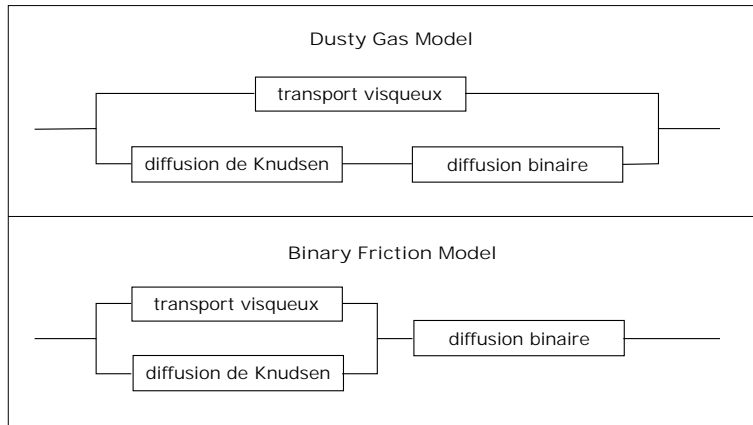 Dusty Gas Model
transport visqueux
diffusion de Knudsen
diffusion binaire
Binary Friction Model
transport visqueux
diffusion de Knudsen
diffusion binaire